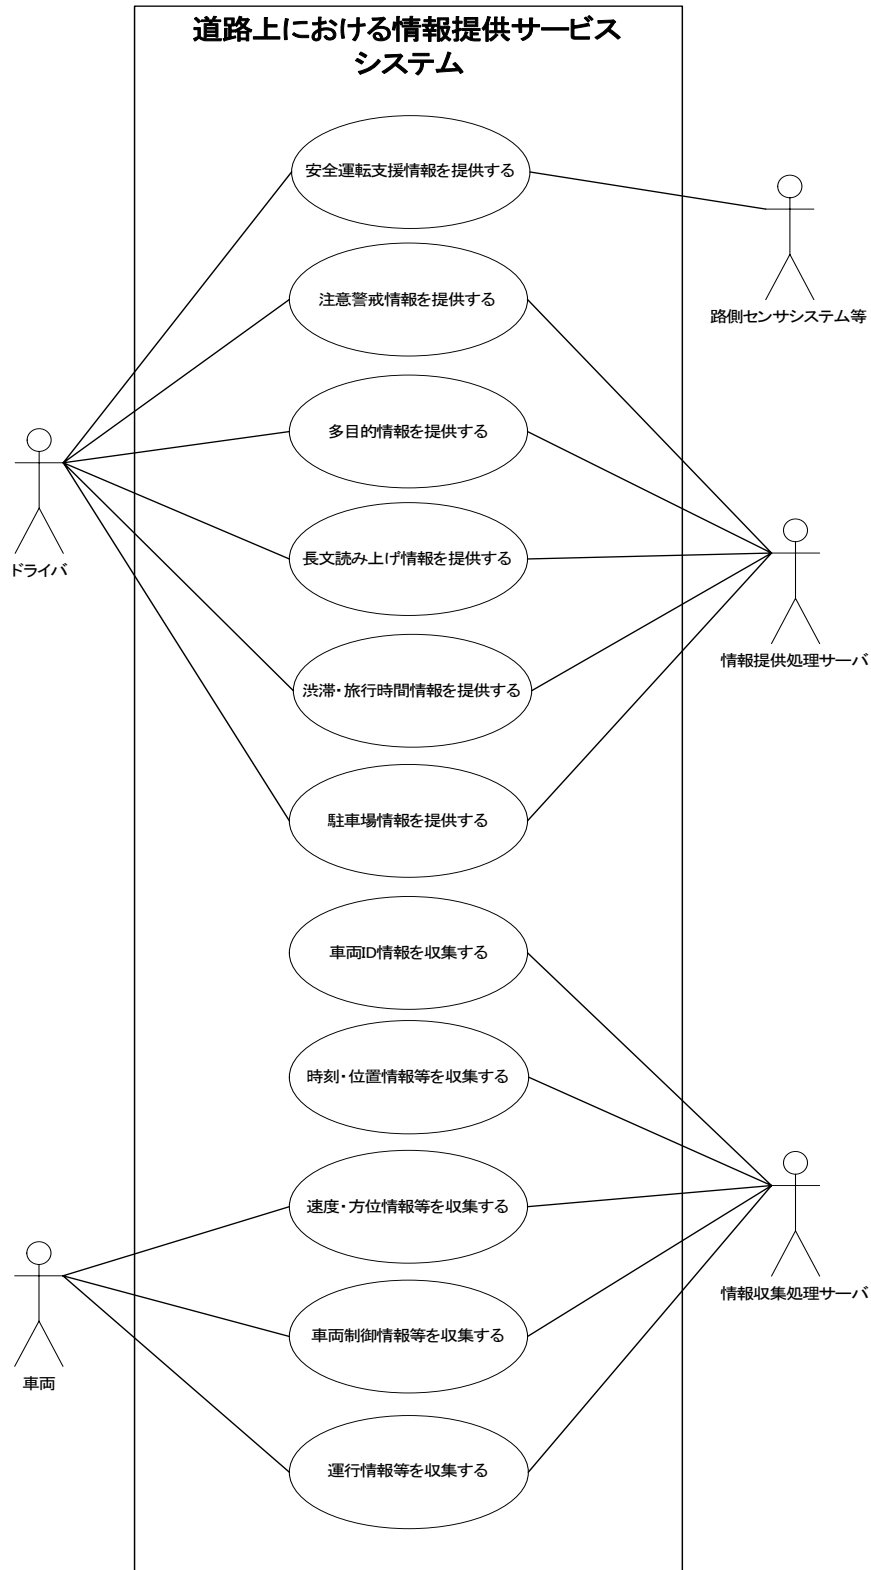 道路上における情報提供サービス
システム
安全運転支援情報を提供する
路側センサシステム等
注意警戒情報を提供する
多目的情報を提供する
ドライバ
長文読み上げ情報を提供する
情報提供処理サーバ
渋滞・旅行時間情報を提供する
駐車場情報を提供する
車両ID情報を収集する
時刻・位置情報等を収集する
速度・方位情報等を収集する
情報収集処理サーバ
車両制御情報等を収集する
車両
運行情報等を収集する